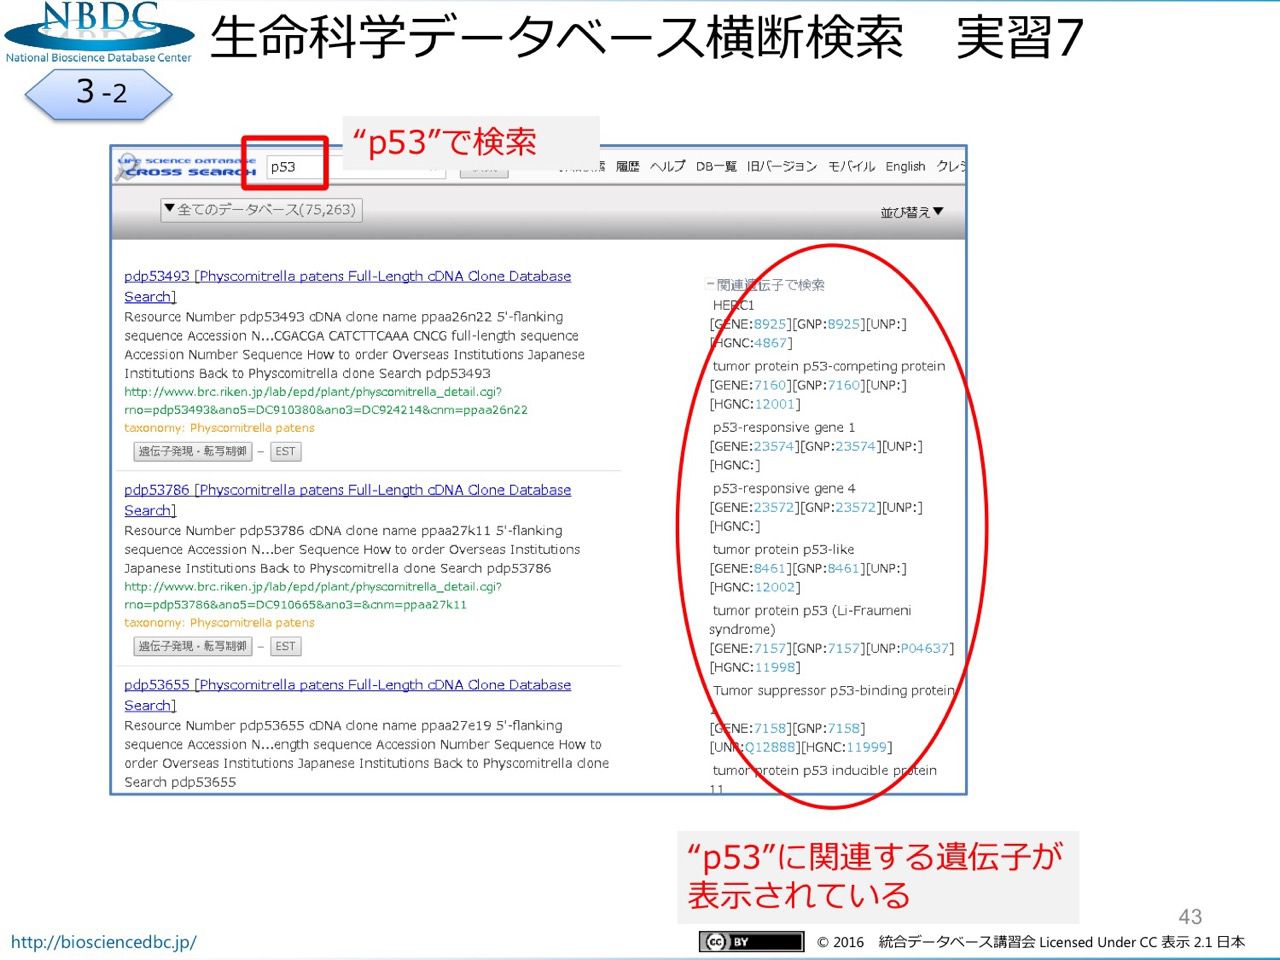 NBDC
National Bioscience Database Center
生命科学データベース横断検索　実習7
3 -2
“p53”で検索
LIFE SCIENCE DATABASE
CROSS SEARCH
p53
履歴 ヘルプ DB一覧 旧バージョン モバイル English クレジ
▼全てのデータベース(75,263)
並び替え▼
pdp53493 [Physcomitrella patens Full-Length cDNA Clone Database
Search]
Resource Number pdp53493 cDNA clone name ppaa26n22 5'-flanking
sequence Accession N...CGACGA CATCTTCAAA CNCG full-length sequence
Accession Number Sequence How to order Overseas Institutions Japanese
Institutions Back to Physcomitrella clone Search pdp53493
http://www.brc.riken.jp/lab/epd/plant/physcomitrella_detail.cgi?
rno=pdp53493&ano5=DC910380&ano3=DC924214&cnm=ppaa26n22
taxonomy: Physcomitrella patens
遺伝子発現・転写制御 － EST
pdp53786 [Physcomitrella patens Full-Length cDNA Clone Database
Search]
Resource Number pdp53786 cDNA clone name ppaa27k11 5'-flanking
sequence Accession N...ber Sequence How to order Overseas Institutions
Japanese Institutions Back to Physcomitrella clone Search pdp53786
http://www.brc.riken.jp/lab/epd/plant/physcomitrella_detail.cgi?
rno=pdp53786&ano5=DC910665&ano3=&cnm=ppaa27k11
taxonomy: Physcomitrella patens
遺伝子発現・転写制御 － EST
pdp53655 [Physcomitrella patens Full-Length cDNA Clone Database
Search]
Resource Number pdp53655 cDNA clone name ppaa27e19 5'-flanking
sequence Accession N...ength sequence Accession Number Sequence How to
order Overseas Institutions Japanese Institutions Back to Physcomitrella clone
Search pdp53655
－関連遺伝子で検索
HERC1
[GENE:8925][GNP:8925][UNP:]
[HGNC:4867]
tumor protein p53-competing protein
[GENE:7160][GNP:7160][UNP:]
[HGNC:12001]
p53-responsive gene 1
[GENE:23574][GNP:23574][UNP:]
[HGNC:]
p53-responsive gene 4
[GENE:23572][GNP:23572][UNP:]
[HGNC:]
tumor protein p53-like
[GENE:8461][GNP:8461][UNP:]
[HGNC:12002]
tumor protein p53 (Li-Fraumeni
syndrome)
[GENE:7157][GNP:7157][UNP:P04637]
[HGNC:11998]
Tumor suppressor p53-binding protein
[GENE:7158][GNP:7158]
[UNP:Q12888][HGNC:11999]
tumor protein p53 inducible protein
11
“p53”に関連する遺伝子が
表示されている
43
http://biosciencedbc.jp/
cc BY
© 2016　統合データベース講習会 Licensed Under CC 表示 2.1 日本